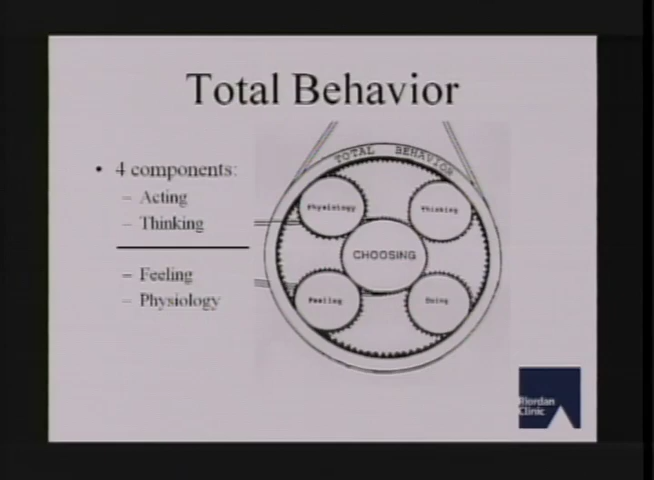 Total Behavior
• 4 components:
– Acting
– Thinking
– Feeling
– Physiology
TOTAL BEHAVIOR
Physiology
Thinking
CHOOSING
Feeling
Doing
Riordan
Clinic